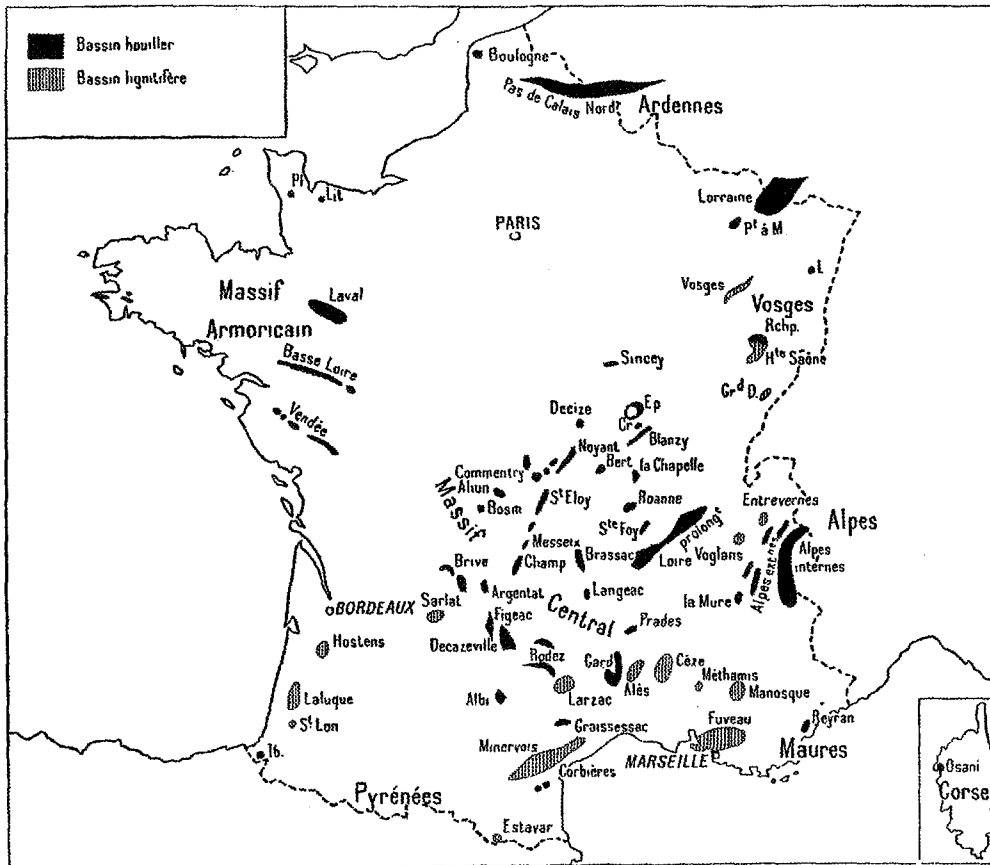 Bassin houiller
Bassin lignitifère
Boulogne
Pas de Calais Nord
Ardennes
Pl
Lit
Lorraine
PARIS
Pt à M
L
Vosges
Vosges
Massif
Armoricain
Laval
Rchp.
Hte Saône
Basse Loire
Sincey
Grd D.
Vendée
Decize
Ep
Cr
Blanzy
Noyant
Bert
la Chapelle
Commentry
Ahun
Bosm
St Eloy
Roanne
Massif
Central
Entrevernes
Alpes
Ste Foy
Messeix
Champ
Brassac
Loire
prolongt
Voglans
Alpes extnes
Alpes
internes
Brive
Argentat
Langeac
la Mure
BORDEAUX
Sarlat
Figeac
Prades
Hostens
Decazeville
Rodez
Gard
Cèze
Méthamis
Laluque
Albi
Larzac
Alès
Manosque
St Lon
Graissessac
Fuveau
Reyran
Ib.
Minervois
MARSEILLE
Maures
Corbières
Osani
Corse
Pyrénées
Estavar